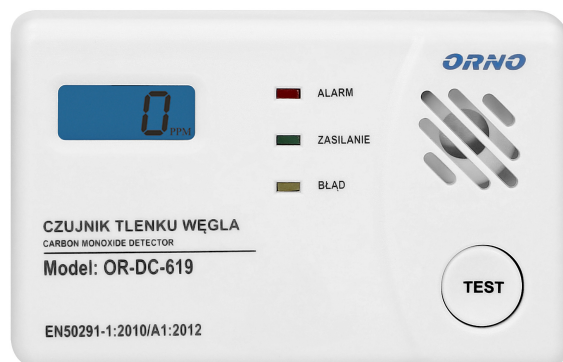 ORNO
0 PPM
ALARM
ZASILANIE
BŁĄD
CZUJNIK TLENKU WĘGLA
CARBON MONOXIDE DETECTOR
Model: OR-DC-619
TEST
EN50291-1:2010/A1:2012